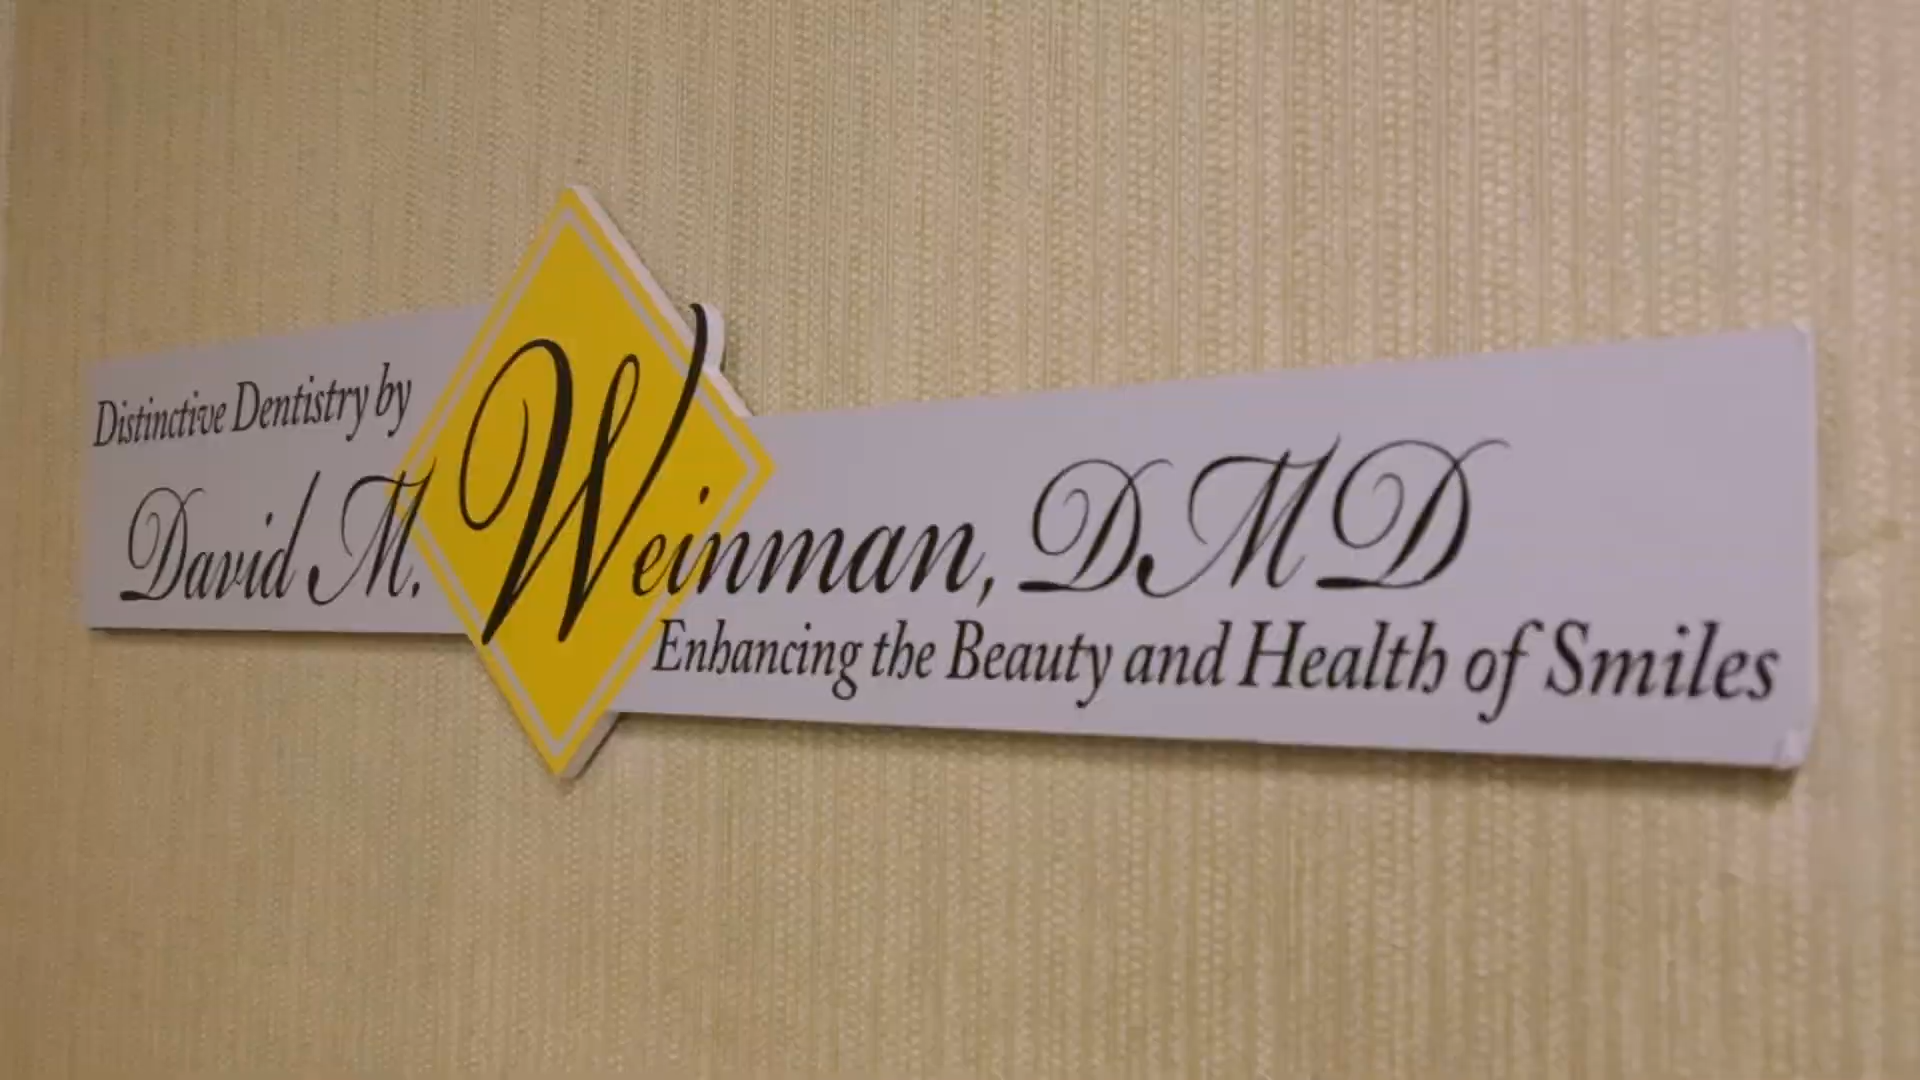 Distinctive Dentistry by
David M. Weinman, DMD
Enhancing the Beauty and Health of Smiles